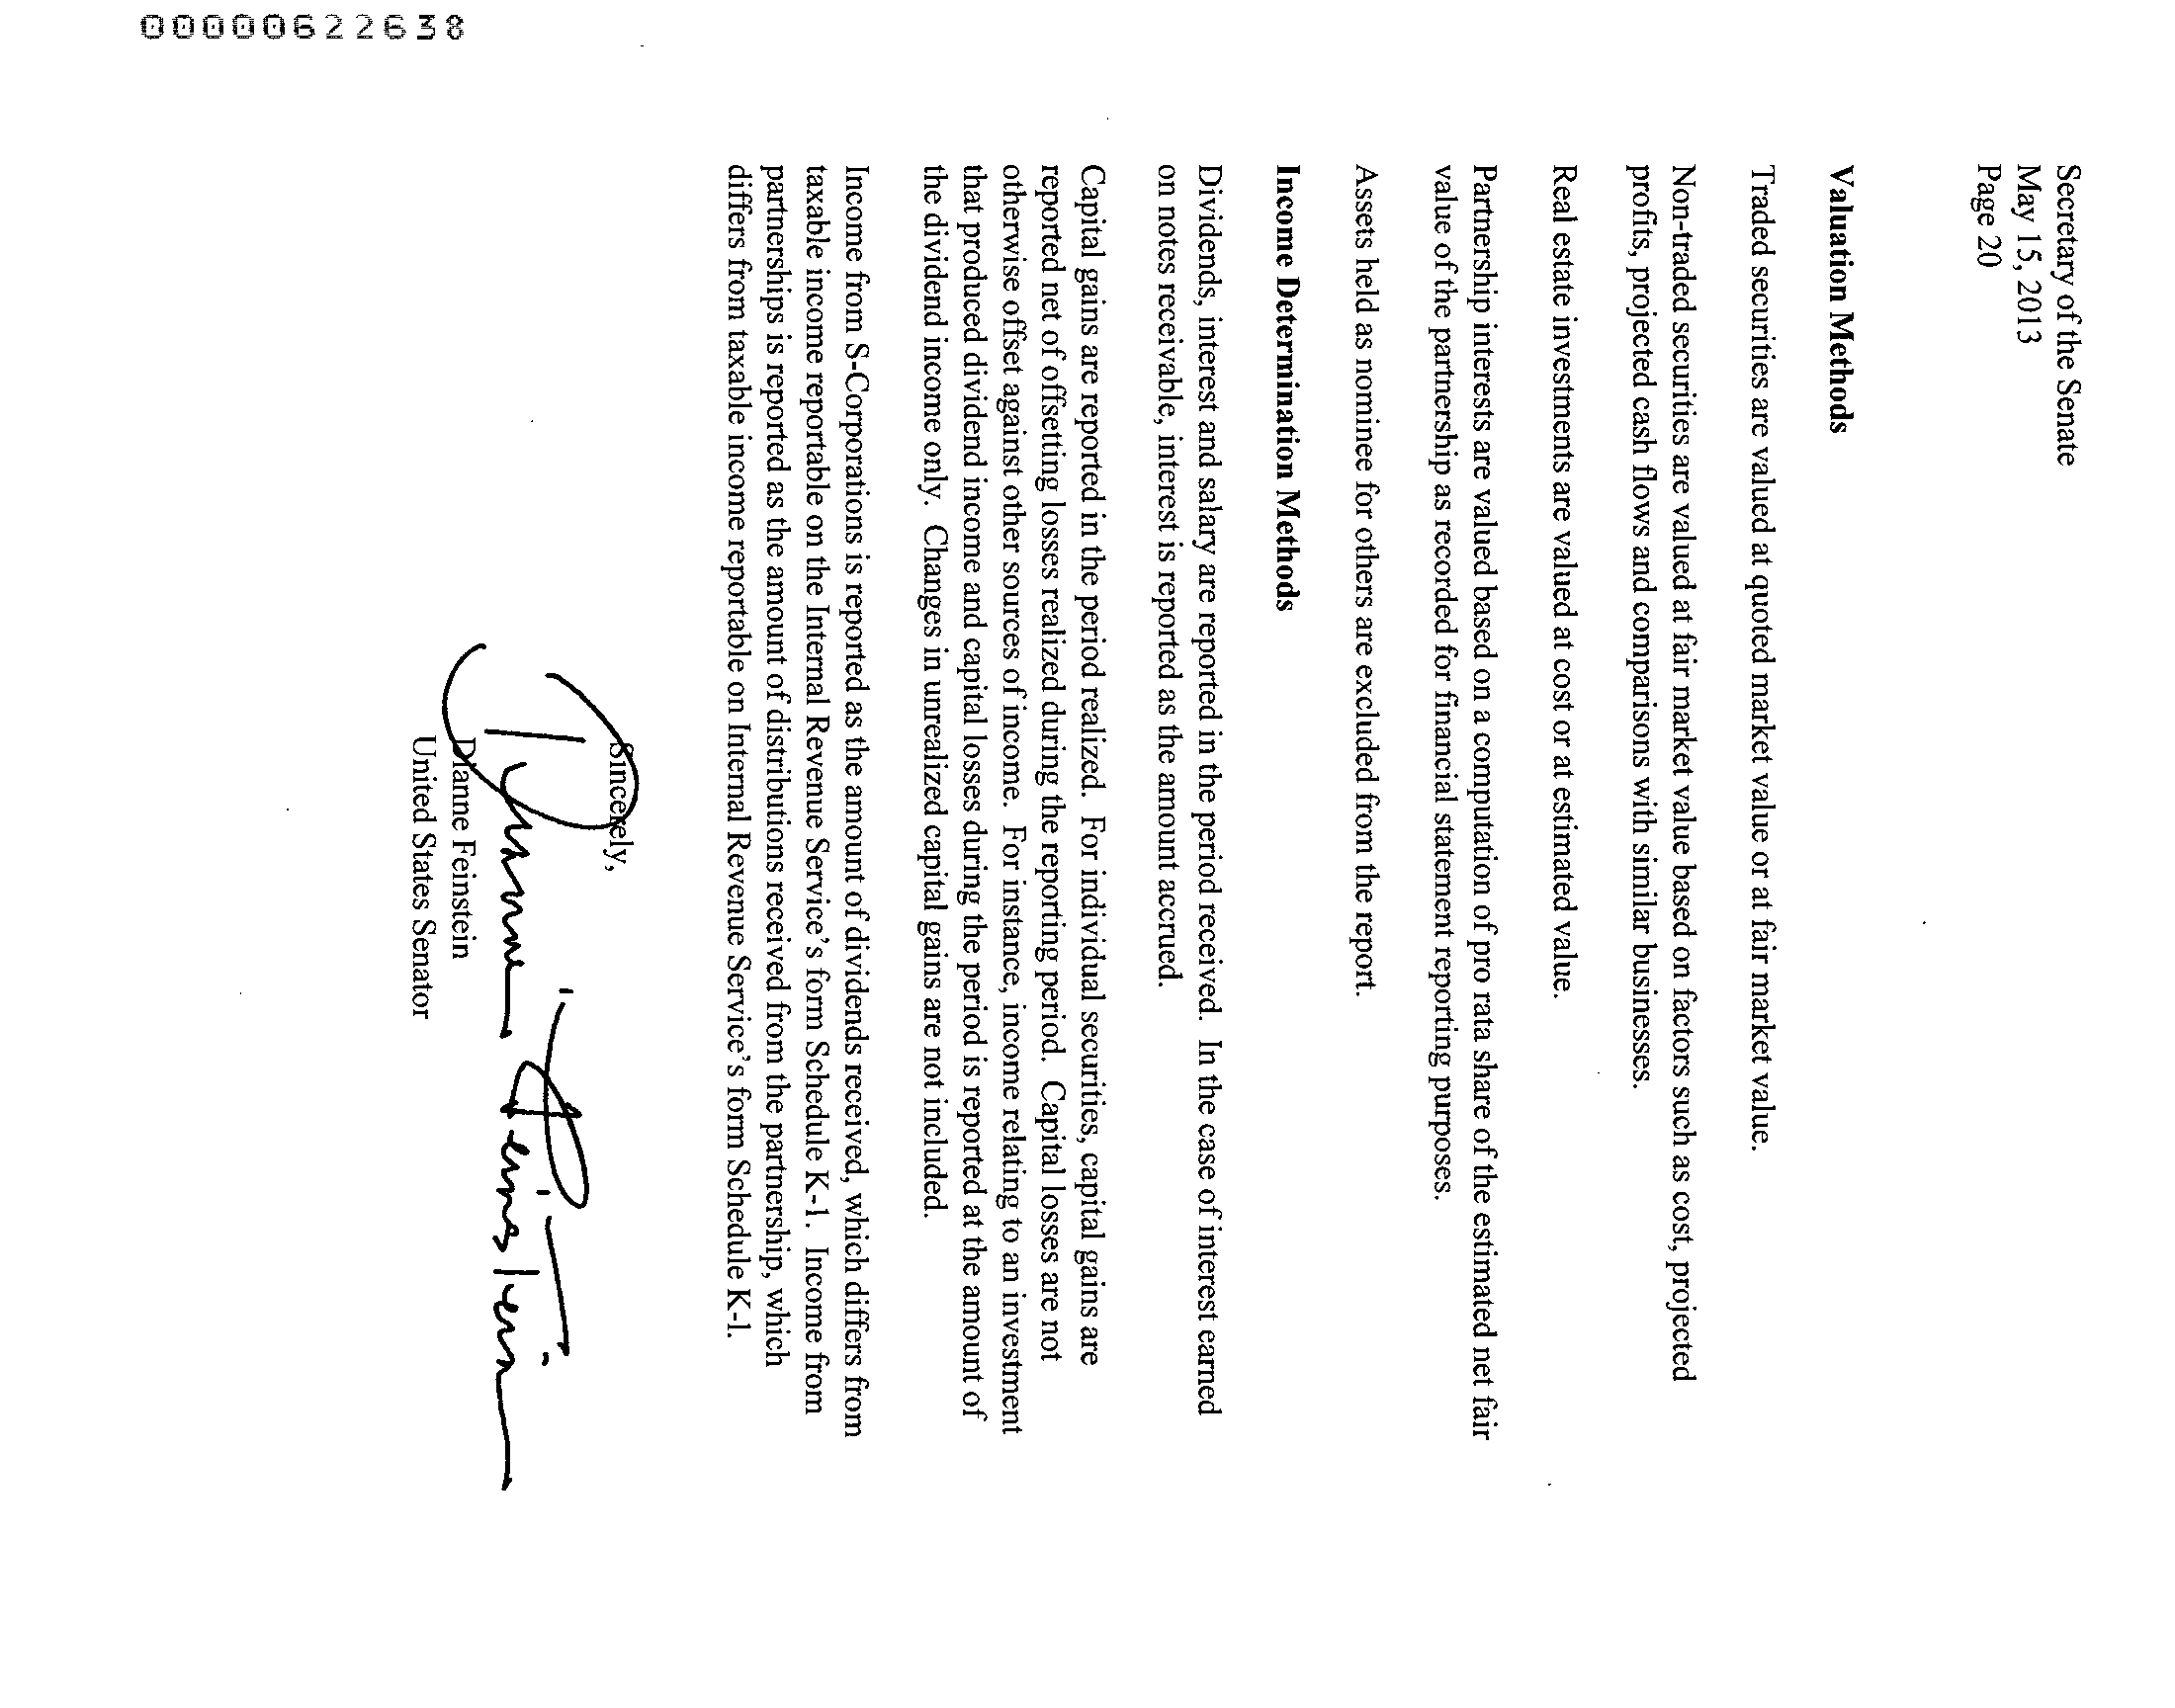 Secretary of the Senate
May 15, 2013
Page 20
Valuation Methods
Traded securities are valued at quoted market value or at fair market value.
Non-traded securities are valued at fair market value based on factors such as cost, projected
profits, projected cash flows and comparisons with similar businesses.
Real estate investments are valued at cost or at estimated value.
Partnership interests are valued based on a computation of pro rata share of the estimated net fair
value of the partnership as recorded for financial statement reporting purposes.
Assets held as nominee for others are excluded from the report.
Income Determination Methods
Dividends, interest and salary are reported in the period received. In the case of interest earned
on notes receivable, interest is reported as the amount accrued.
Capital gains are reported in the period realized. For individual securities, capital gains are
reported net of offsetting losses realized during the reporting period. Capital losses are not
otherwise offset against other sources of income. For instance, income relating to an investment
that produced dividend income and capital losses during the period is reported at the amount of
the dividend income only. Changes in unrealized capital gains are not included.
Income from S-Corporations is reported as the amount of dividends received, which differs from
taxable income reportable on the Internal Revenue Service's form Schedule K-1. Income from
partnerships is reported as the amount of distributions received from the partnership, which
differs from taxable income reportable on Internal Revenue Service's form Schedule K-1.
Sincerely,
Dianne Feinstein
Dianne Feinstein
United States Senator
00000622638